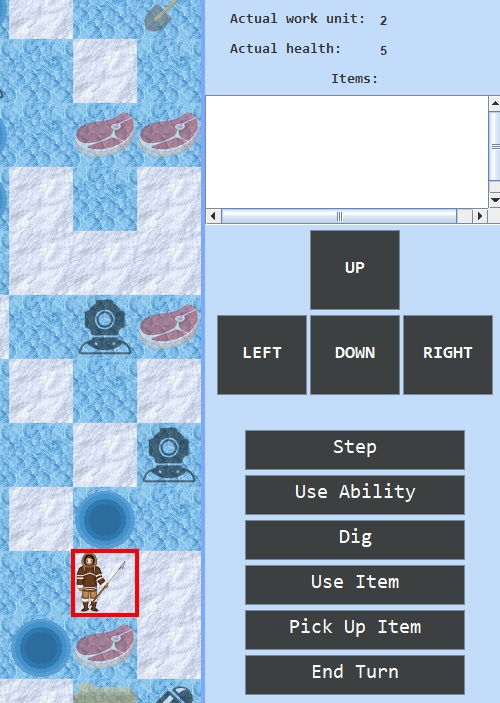 Actual work unit: 2
Actual health: 5
Items:
UP
LEFT DOWN RIGHT
Step
Use Ability
Dig
Use Item
Pick Up Item
End Turn